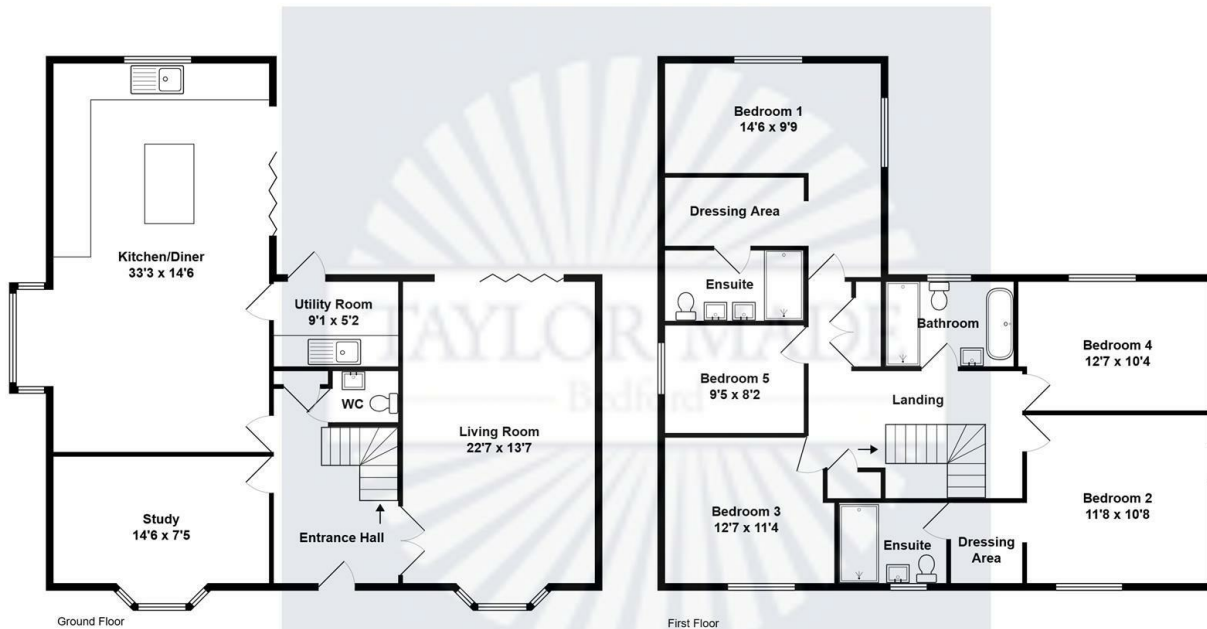 Kitchen/Diner
33'3 x 14'6
Utility Room
9'1 x 5'2
WC
Living Room
22'7 x 13'7
Study
14'6 x 7'5
Entrance Hall
Ground Floor
Bedroom 1
14'6 x 9'9
Dressing Area
Ensuite
Bathroom
Bedroom 4
12'7 x 10'4
Bedroom 5
9'5 x 8'2
Landing
Bedroom 3
12'7 x 11'4
Ensuite
Dressing
Area
Bedroom 2
11'8 x 10'8
First Floor
TAYLOR MADE
Bedford